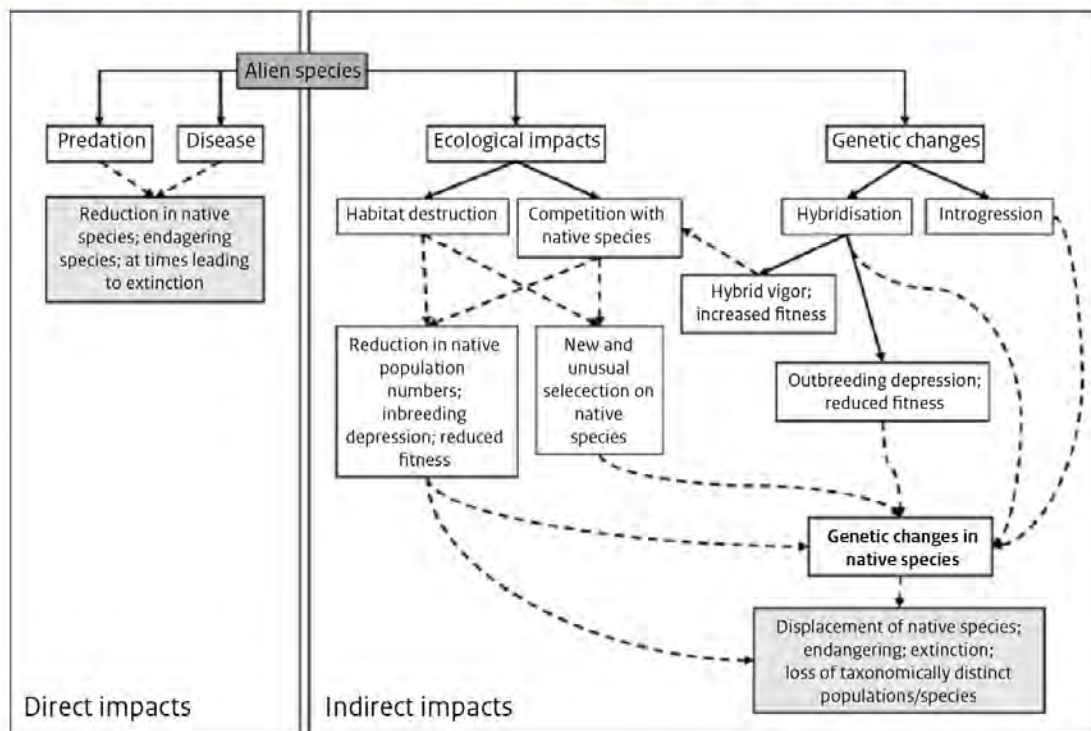 Alien species
Predation
Disease
Reduction in native
species; endagering
species; at times leading
to extinction
Direct impacts
Ecological impacts
Genetic changes
Habitat destruction
Competition with
native species
Hybridisation
Introgression
Hybrid vigor;
increased fitness
Reduction in native
population
numbers;
inbreeding
depression; reduced
fitness
New and
unusual
selecection on
native
species
Outbreeding depression;
reduced fitness
Genetic changes in
native species
Displacement of native species;
endangering; extinction;
loss of taxonomically distinct
populations/species
Indirect impacts